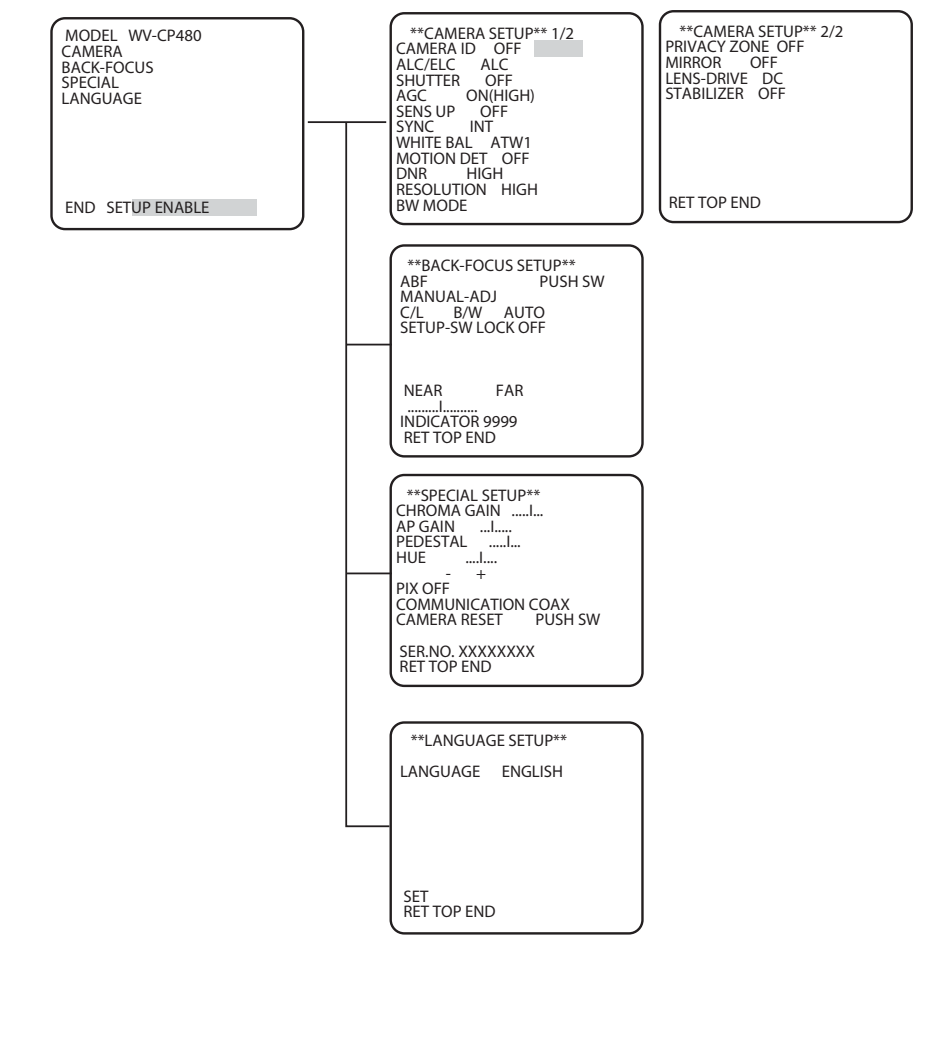 MODEL WV-CP480
CAMERA
BACK-FOCUS
SPECIAL
LANGUAGE
END SETUP ENABLE
**CAMERA SETUP** 1/2
CAMERA ID OFF
ALC/ELC ALC
SHUTTER OFF
AGC ON(HIGH)
SENS UP OFF
SYNC INT
WHITE BAL ATW1
MOTION DET OFF
DNR HIGH
RESOLUTION HIGH
BW MODE
**CAMERA SETUP** 2/2
PRIVACY ZONE OFF
MIRROR OFF
LENS-DRIVE DC
STABILIZER OFF
RET TOP END
**BACK-FOCUS SETUP**
ABF PUSH SW
MANUAL-ADJ
C/L B/W AUTO
SETUP-SW LOCK OFF
NEAR FAR
.........I..........
INDICATOR 9999
RET TOP END
**SPECIAL SETUP**
CHROMA GAIN .....I...
AP GAIN ...I.....
PEDESTAL .....I...
HUE ....I....
- +
PIX OFF
COMMUNICATION COAX
CAMERA RESET PUSH SW
SER.NO. XXXXXXXX
RET TOP END
**LANGUAGE SETUP**
LANGUAGE ENGLISH
SET
RET TOP END